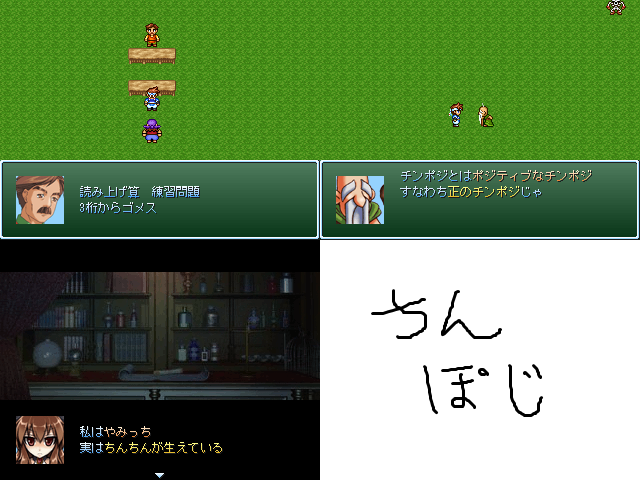 読み上げ算　練習問題
3桁からゴメス
チンポジとはポジティブなチンポジ
すなわち正のチンポジじゃ
私はやみっち
実はちんちんが生えている
ちん
ぽじ